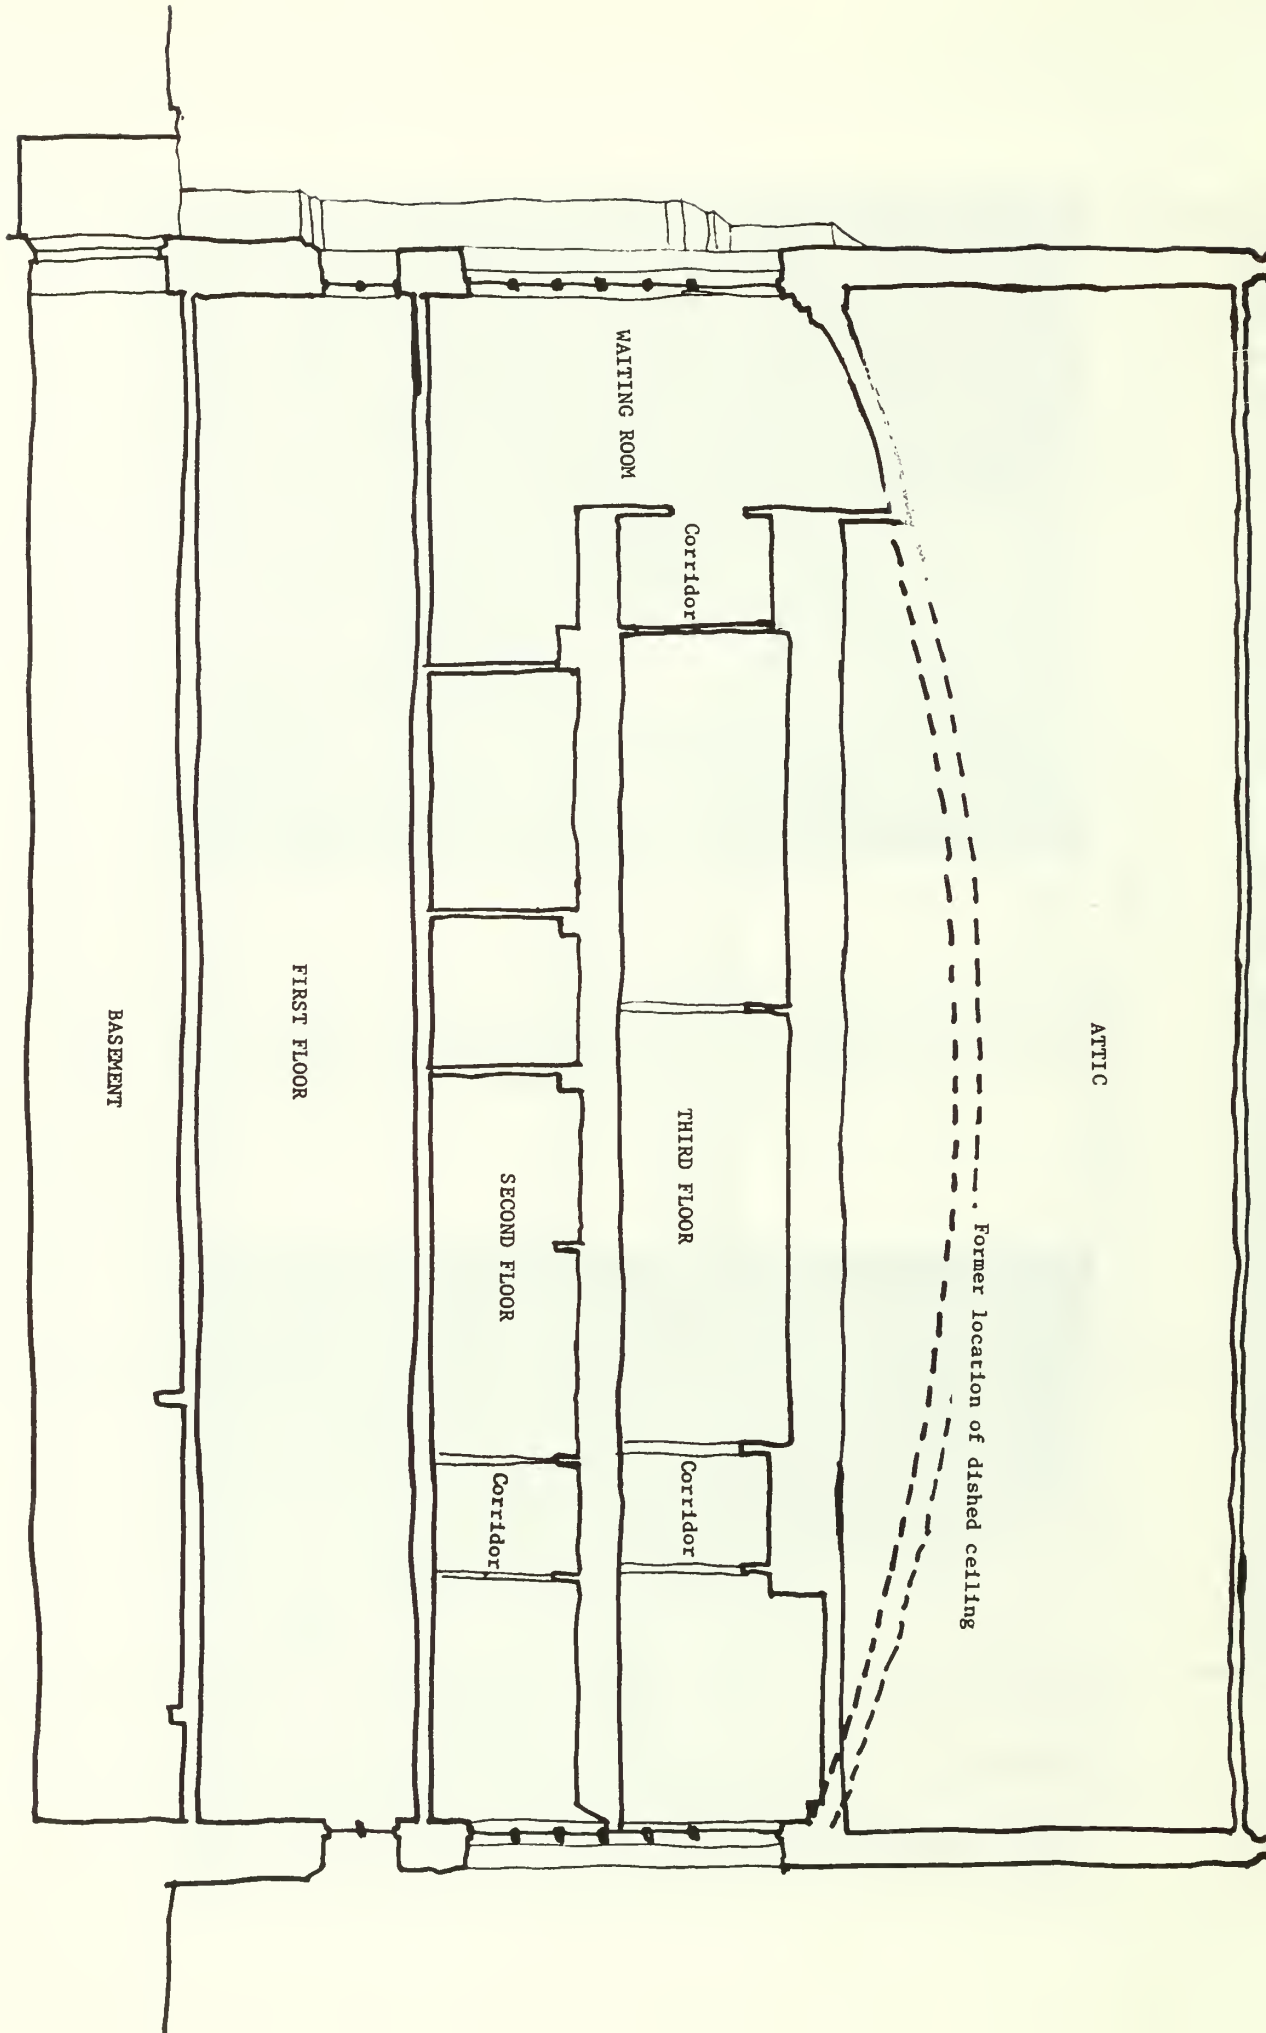 ATTIC
Former location of dished ceiling
WAITING ROOM
Corridor
THIRD FLOOR
Corridor
SECOND FLOOR
Corridor
FIRST FLOOR
BASEMENT